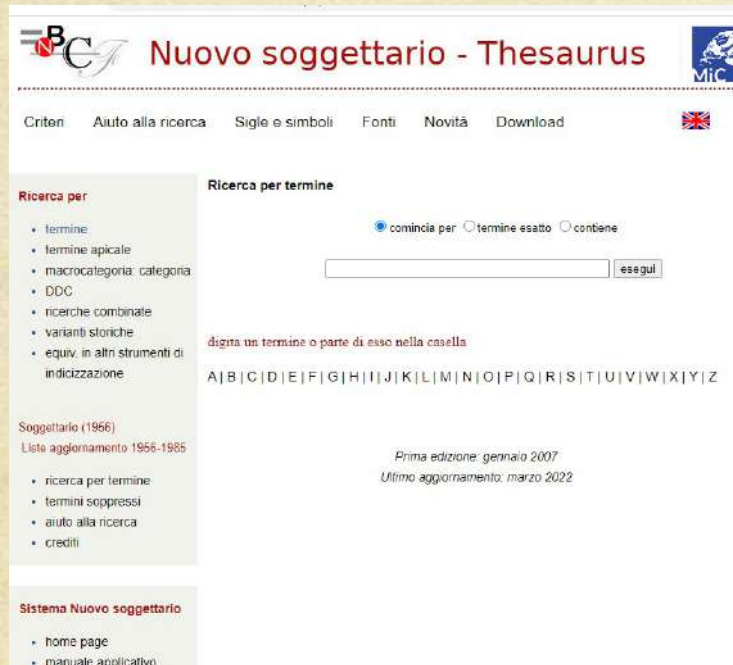 NBCF Nuovo soggettario - Thesaurus MiC
Criteri Aiuto alla ricerca Sigle e simboli Fonti Novità Download
Ricerca per
• termine
• termine apicale
• macrocategoria: categoria
• DDC
• ricerche combinate
• varianti storiche
• equiv. in altri strumenti di
indicizzazione
Soggettario (1956)
Liste aggiornamento 1956-1985
• ricerca per termine
• termini soppressi
• aiuto alla ricerca
• crediti
Sistema Nuovo soggettario
• home page
• manuale applicativo
Ricerca per termine
comincia per termine esatto contiene
esegui
digita un termine o parte di esso nella casella
A|B|C|D|E|F|G|H|I|J|K|L|M|N|O|P|Q|R|S|T|U|V|W|X|Y|Z
Prima edizione: gennaio 2007
Ultimo aggiornamento: marzo 2022